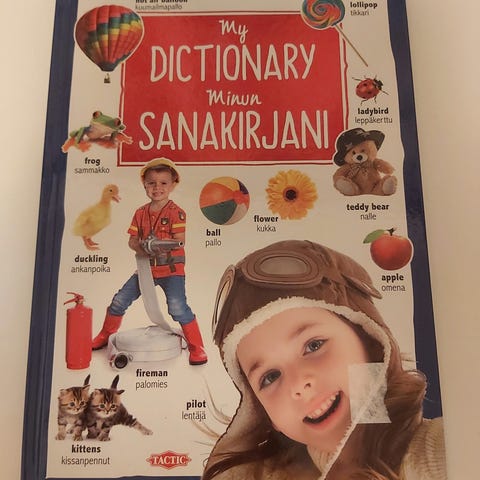 hot air balloon
kuumailmapallo
lollipop
tikkari
My
DICTIONARY
Minun
SANAKIRJANI
ladybird
leppäkerttu
frog
sammakko
teddy bear
nalle
ball
pallo
flower
kukka
duckling
ankanpoika
apple
omena
fireman
palomies
pilot
lentäjä
kittens
kissanpennut
TACTIC